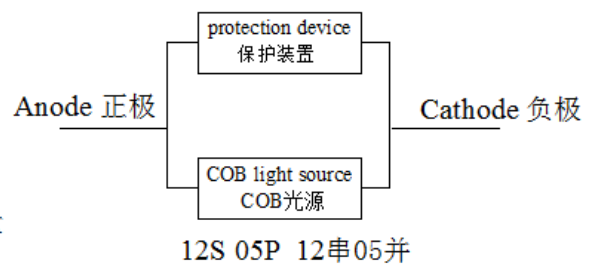 protection device
保护装置
Anode 正极
Cathode 负极
COB light source
COB光源
12S 05P 12串05并